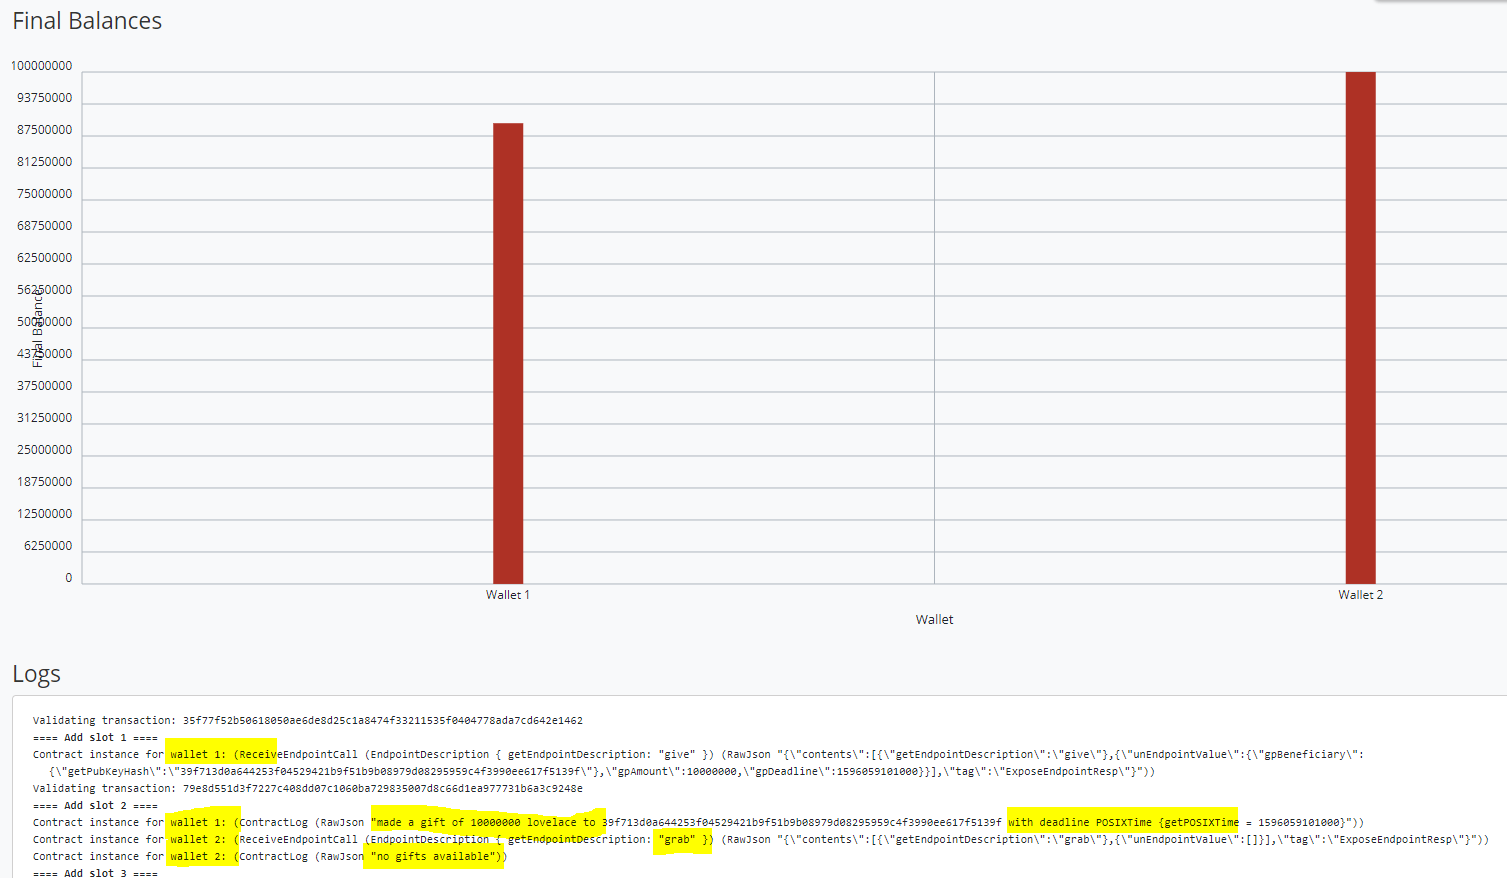 Final Balances
100000000
93750000
87500000
81250000
75000000
68750000
62500000
56250000
50000000
43750000
37500000
31250000
25000000
18750000
12500000
6250000
0
Final Balance
Wallet 1
Wallet 2
Wallet
Logs
Validating transaction: 35f77f52b50618050ae6de8d25c1a8474f33211535f0404778ada7cd642e1462
==== Add slot 1 ====
Contract instance for wallet 1: (ReceiveEndpointCall (EndpointDescription { getEndpointDescription: "give" }) (RawJson "{\"contents\":[{\"getEndpointDescription\":\"give\"},{\"unEndpointValue\":{\"gpBeneficiary\":
{\"getPubKeyHash\":\"39f713d0a644253f04529421b9f51b9b08979d08295959c4f3990ee617f5139f\"},\"gpAmount\":10000000,\"gpDeadline\":1596059101000}}],\"tag\":\"ExposeEndpointResp\"}"))
Validating transaction: 79e8d551d3f7227c408dd07c1060ba729835007d8c66d1ea977731b6a3c9248e
==== Add slot 2 ====
Contract instance for wallet 1: (ContractLog (RawJson "made a gift of 10000000 lovelace to 39f713d0a644253f04529421b9f51b9b08979d08295959c4f3990ee617f5139f with deadline POSIXTime {getPOSIXTime = 1596059101000}"))
Contract instance for wallet 2: (ReceiveEndpointCall (EndpointDescription { getEndpointDescription: "grab" }) (RawJson "{\"contents\":[{\"getEndpointDescription\":\"grab\"},{\"unEndpointValue\":[]}],\"tag\":\"ExposeEndpointResp\"}"))
Contract instance for wallet 2: (ContractLog (RawJson "no gifts available"))
==== Add slot 3 ====